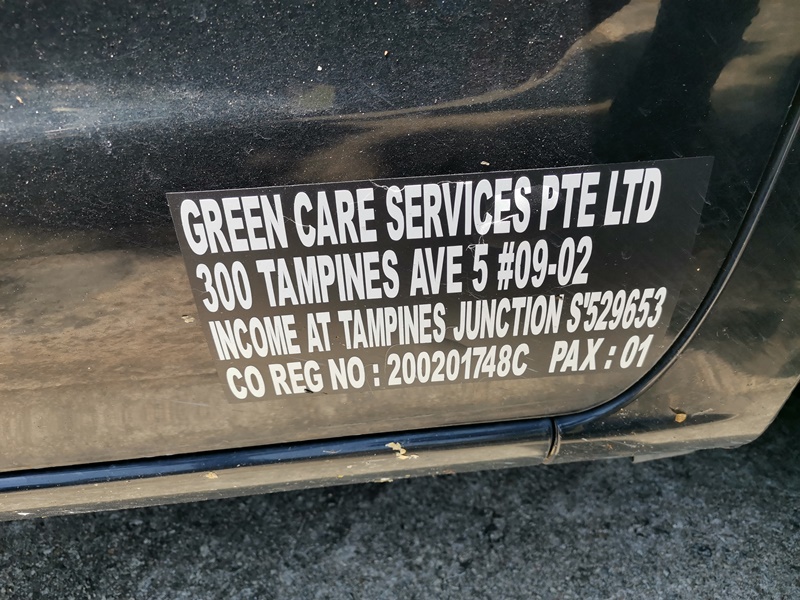 GREEN CARE SERVICES PTE LTD
300 TAMPINES AVE 5 #09-02
INCOME AT TAMPINES JUNCTION S'529653
CO REG NO : 200201748C PAX : 01